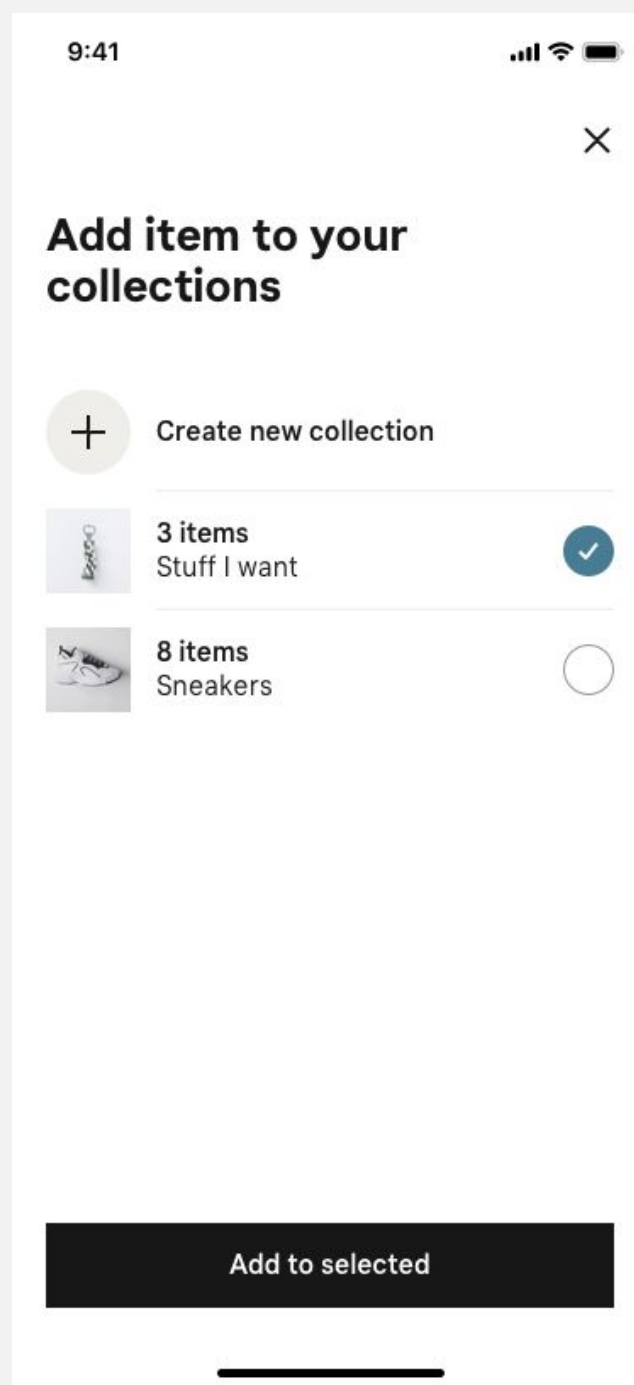 9:41
Add item to your
collections
Create new collection
3 items
Stuff I want
8 items
Sneakers
Add to selected